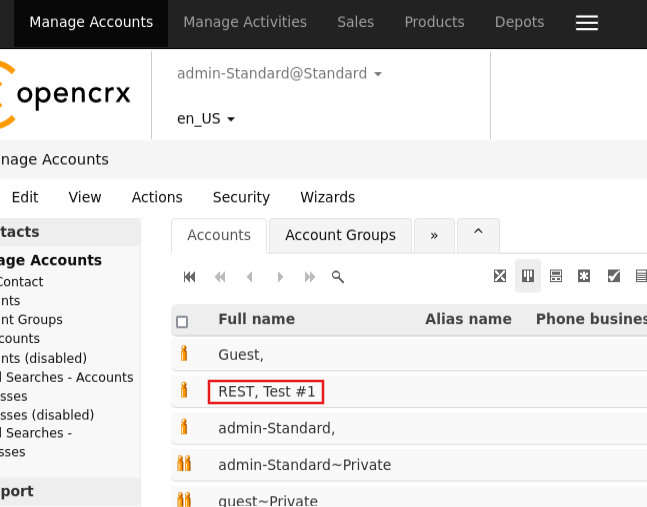 Manage Accounts Manage Activities Sales Products Depots
opencrx
admin-Standard@Standard
en_US
nage Accounts
Edit View Actions Security Wizards
tacts
age Accounts
Contact
nts
nt Groups
counts
nts (disabled)
d Searches - Accounts
sses
sses (disabled)
d Searches -
sses
port
Accounts Account Groups » ^
Full name Alias name Phone busines
Guest,
REST, Test #1
admin-Standard,
admin-Standard~Private
guest~Private